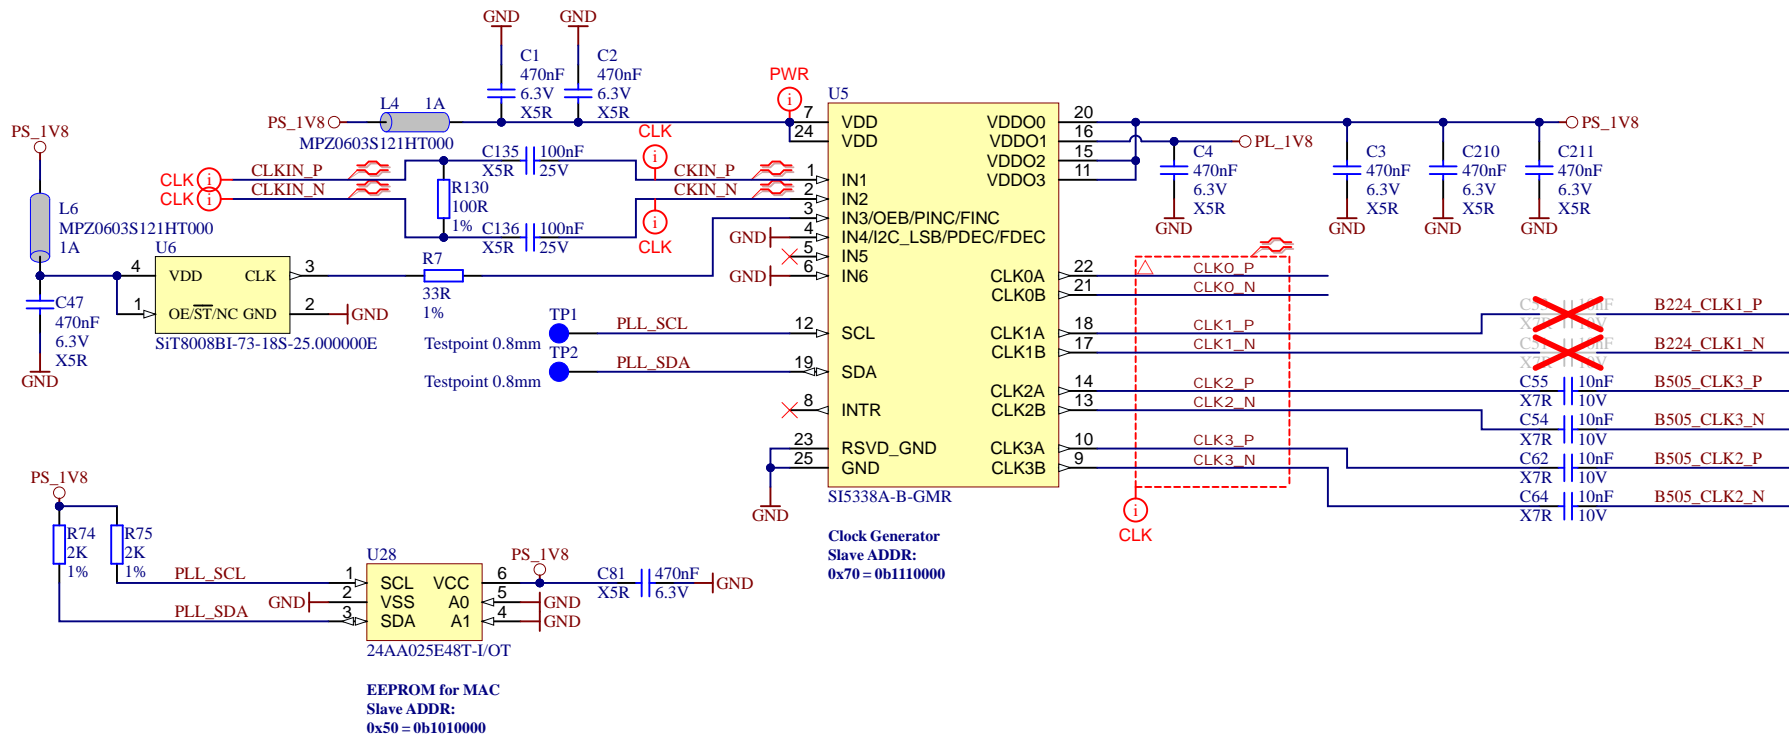 GND
GND
C1
470nF
6.3V
X5R
C2
470nF
6.3V
X5R
PWR
i
L4 1A
PS_1V8
MPZ0603S121HT000
PS_1V8
L6
MPZ0603S121HT000
1A
CLK i
CLK i
CLKIN_P
CLKIN_N
R130
100R
1%
C135 100nF
X5R 25V
C136 100nF
X5R 25V
CLK
i
CKIN_P
CKIN_N
i
CLK
U6
4 VDD CLK 3
1 OE/ST/NC GND 2
GND
SiT8008BI-73-18S-25.000000E
C47
470nF
6.3V
X5R
GND
R7
33R
1%
TP1
Testpoint 0.8mm
PLL_SCL
TP2
Testpoint 0.8mm
PLL_SDA
U5
7 VDD
24 VDD
1 IN1
2 IN2
3 IN3/OEB/PINC/FINC
GND 4 IN4/I2C_LSB/PDEC/FDEC
5 IN5
GND 6 IN6
12 SCL
19 SDA
8 INTR
23 RSVD_GND
25 GND
GND
VDDO0 20
VDDO1 16
VDDO2 15
VDDO3 11
CLK0A 22
CLK0B 21
CLK1A 18
CLK1B 17
CLK2A 14
CLK2B 13
CLK3A 10
CLK3B 9
SI5338A-B-GMR
Clock Generator
Slave ADDR:
0x70 = 0b1110000
PS_1V8
PL_1V8
C4
470nF
6.3V
X5R
GND
C3
470nF
6.3V
X5R
GND
C210
470nF
6.3V
X5R
GND
C211
470nF
6.3V
X5R
GND
CLK0_P
CLK0_N
CLK1_P
CLK1_N
CLK2_P
CLK2_N
CLK3_P
CLK3_N
i
CLK
B224_CLK1_P
B224_CLK1_N
C55 10nF B505_CLK3_P
X7R 10V
C54 10nF B505_CLK3_N
X7R 10V
C62 10nF B505_CLK2_P
X7R 10V
C64 10nF B505_CLK2_N
X7R 10V
PS_1V8
R74
2K
1%
R75
2K
1%
PLL_SCL
GND
PLL_SDA
U28
1 SCL VCC 6
2 VSS A0 5
3 SDA A1 4
24AA025E48T-I/OT
PS_1V8
C81 470nF
X5R 6.3V
GND
GND
GND
EEPROM for MAC
Slave ADDR:
0x50 = 0b1010000